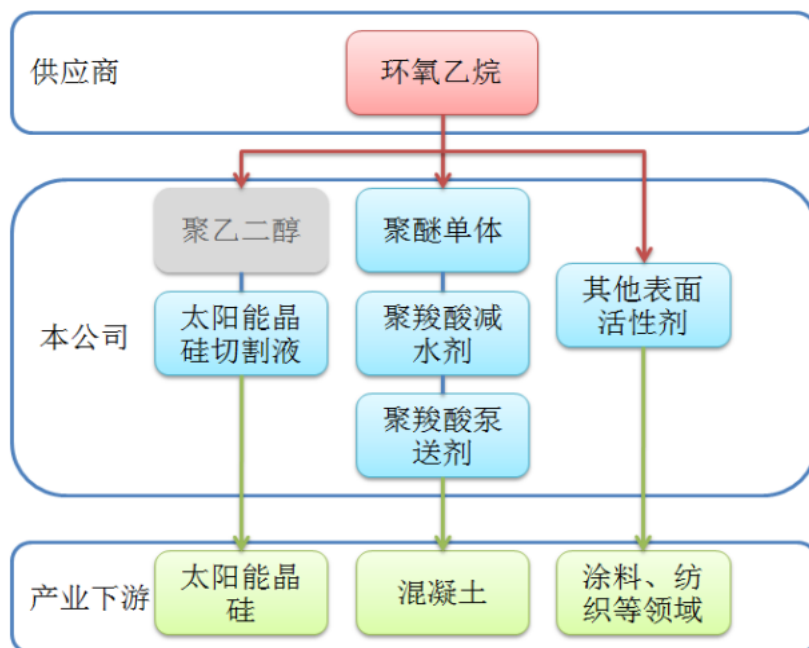 供应商
环氧乙烷
本公司
聚乙二醇
太阳能晶
硅切割液
聚醚单体
聚羧酸减
水剂
聚羧酸泵
送剂
其他表面
活性剂
产业下游
太阳能晶
硅
混凝土
涂料、纺
织等领域